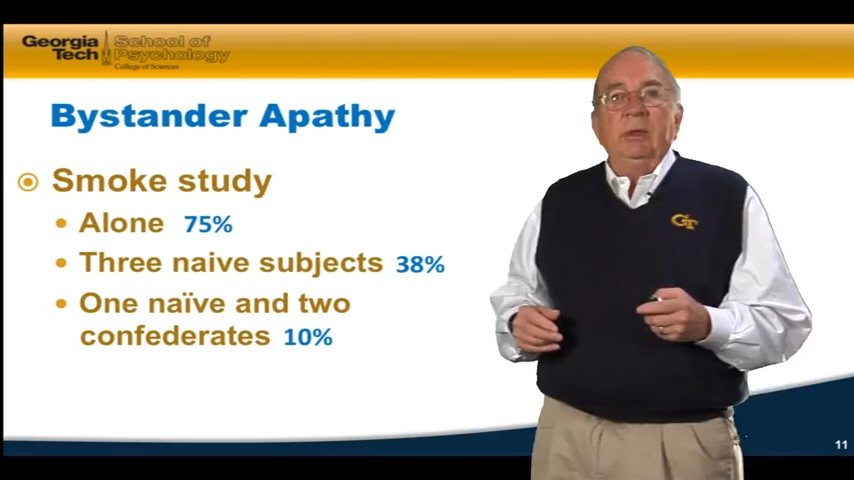 Georgia Tech
School of Psychology
College of Sciences
Bystander Apathy
Smoke study
Alone 75%
Three naive subjects 38%
One naïve and two
confederates 10%
GT
11